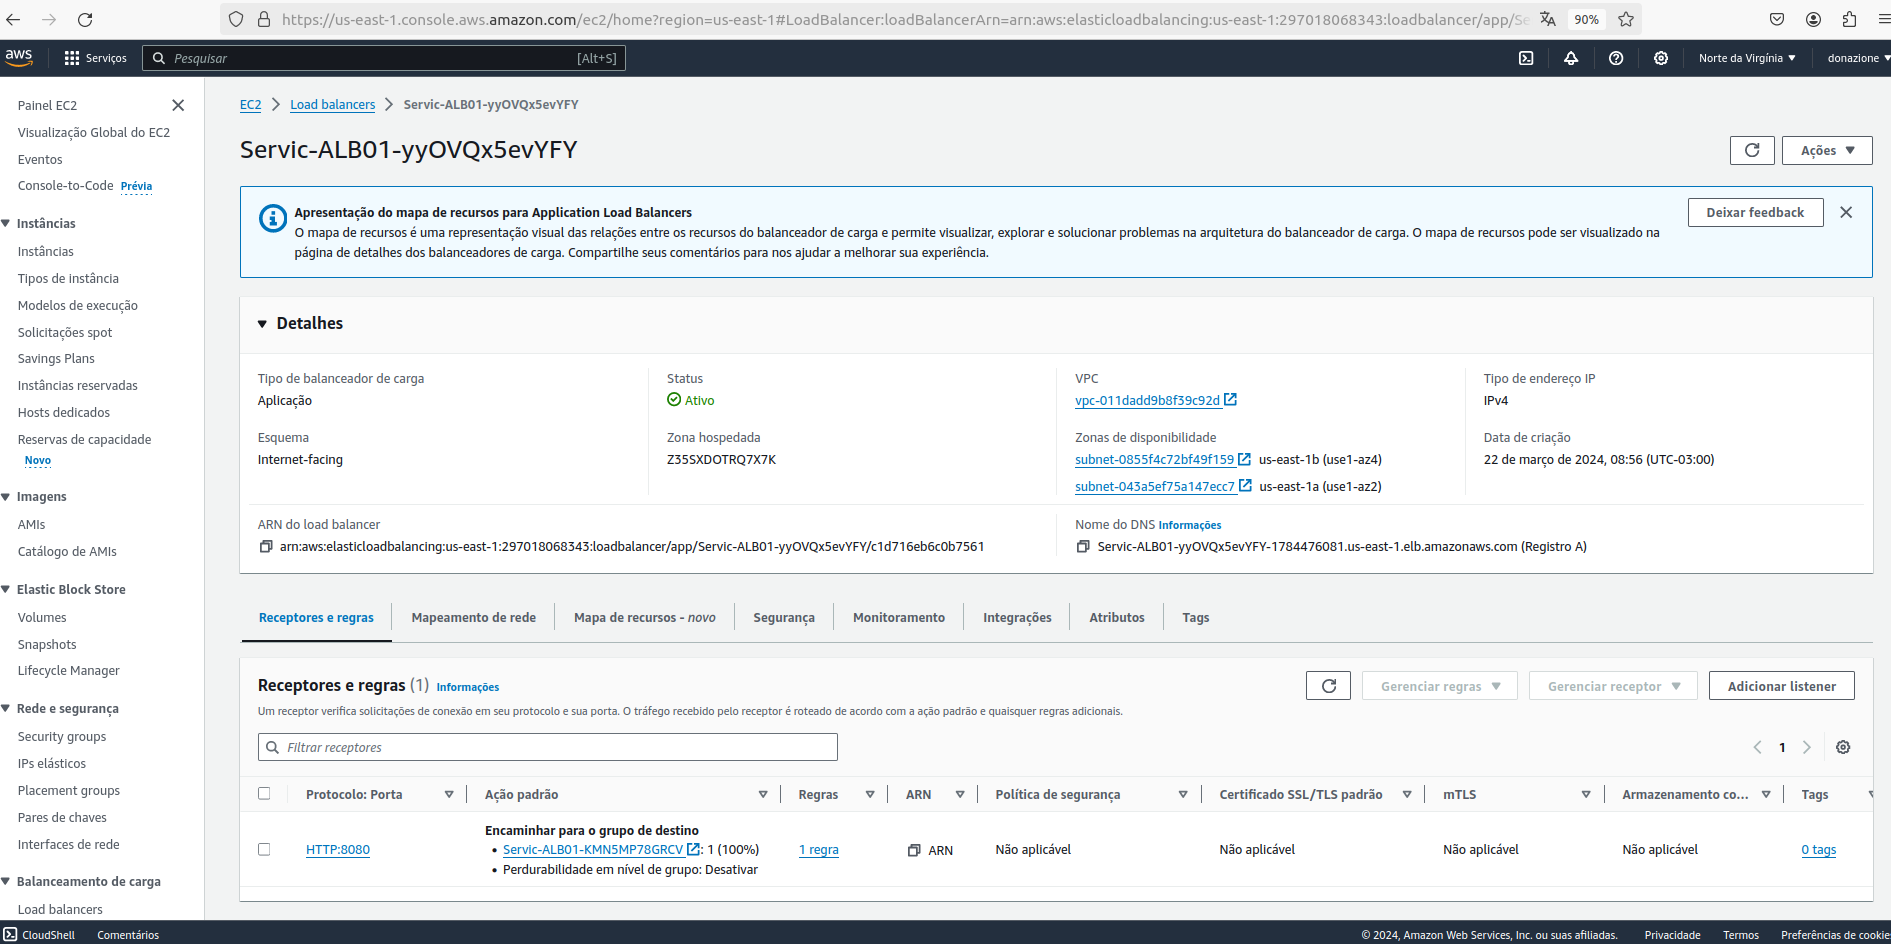 https://us-east-1.console.aws.amazon.com/ec2/home?region=us-east-1#LoadBalancer:loadBalancerArn=arn:aws:elasticloadbalancing:us-east-1:297018068343:loadbalancer/app/Se
90%
aws
Serviços
Pesquisar
[Alt+S]
Norte da Virgínia
donazione
Painel EC2
Visualização Global do EC2
Eventos
Console-to-Code Prévia
Instâncias
Instâncias
Tipos de instância
Modelos de execução
Solicitações spot
Savings Plans
Instâncias reservadas
Hosts dedicados
Reservas de capacidade
Novo
Imagens
AMIs
Catálogo de AMIs
Elastic Block Store
Volumes
Snapshots
Lifecycle Manager
Rede e segurança
Security groups
IPs elásticos
Placement groups
Pares de chaves
Interfaces de rede
Balanceamento de carga
Load balancers
EC2 Load balancers Servic-ALB01-yyOVQx5evYFY
Servic-ALB01-yyOVQx5evYFY
Ações
Apresentação do mapa de recursos para Application Load Balancers
O mapa de recursos é uma representação visual das relações entre os recursos do balanceador de carga e permite visualizar, explorar e solucionar problemas na arquitetura do balanceador de carga. O mapa de recursos pode ser visualizado na
página de detalhes dos balanceadores de carga. Compartilhe seus comentários para nos ajudar a melhorar sua experiência.
Deixar feedback
Detalhes
Tipo de balanceador de carga
Aplicação
Status
Ativo
VPC
vpc-011dadd9b8f39c92d
Tipo de endereço IP
IPv4
Esquema
Internet-facing
Zona hospedada
Z35SXDOTRQ7X7K
Zonas de disponibilidade
subnet-0855f4c72bf49f159 us-east-1b (use1-az4)
subnet-043a5ef75a147ecc7 us-east-1a (use1-az2)
Data de criação
22 de março de 2024, 08:56 (UTC-03:00)
ARN do load balancer
arn:aws:elasticloadbalancing:us-east-1:297018068343:loadbalancer/app/Servic-ALB01-yyOVQx5evYFY/c1d716eb6c0b7561
Nome do DNS Informações
Servic-ALB01-yyOVQx5evYFY-1784476081.us-east-1.elb.amazonaws.com (Registro A)
Receptores e regras
Mapeamento de rede
Mapa de recursos - novo
Segurança
Monitoramento
Integrações
Atributos
Tags
Receptores e regras (1) Informações
Um receptor verifica solicitações de conexão em seu protocolo e sua porta. O tráfego recebido pelo receptor é roteado de acordo com a ação padrão e quaisquer regras adicionais.
Gerenciar regras
Gerenciar receptor
Adicionar listener
Filtrar receptores
1
Protocolo: Porta
Ação padrão
Regras
ARN
Política de segurança
Certificado SSL/TLS padrão
mTLS
Armazenamento co...
Tags
HTTP:8080
Encaminhar para o grupo de destino
• Servic-ALB01-KMN5MP78GRCV : 1 (100%)
• Perdurabilidade em nível de grupo: Desativar
1 regra
ARN
Não aplicável
Não aplicável
Não aplicável
Não aplicável
0 tags
CloudShell
Comentários
© 2024, Amazon Web Services, Inc. ou suas afiliadas.
Privacidade
Termos
Preferências de cookie